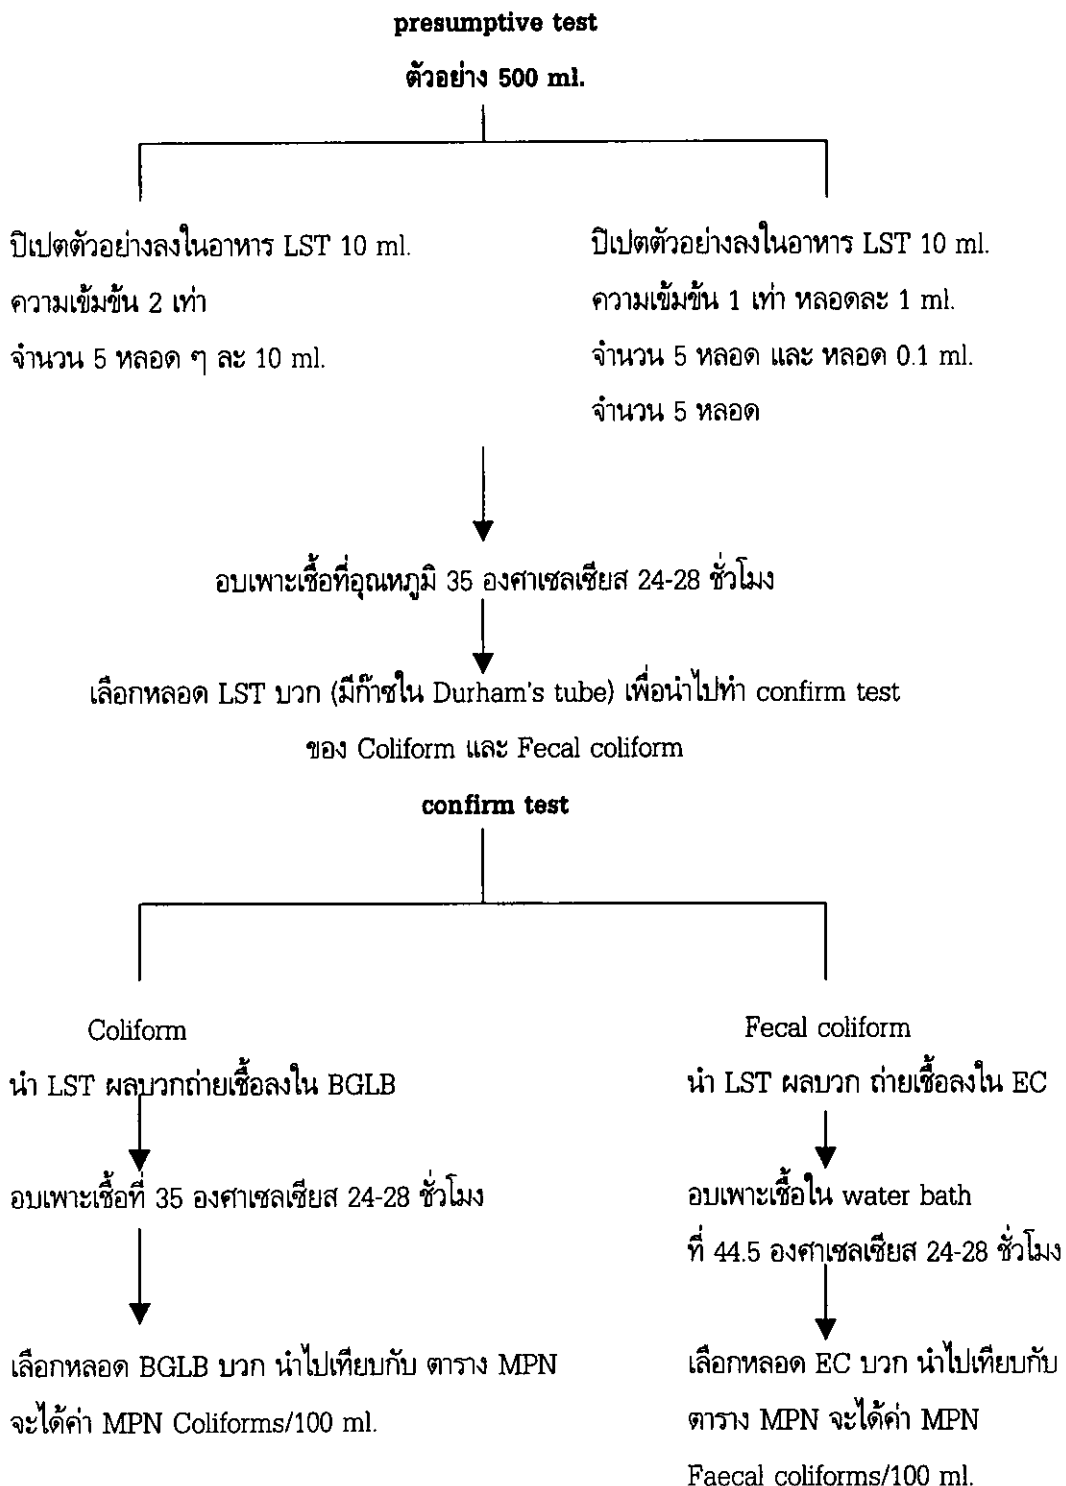 presumptive test
ตัวอย่าง 500 ml.
ปิเปตตัวอย่างลงในอาหาร LST 10 ml.
ความเข้มข้น 2 เท่า
จำนวน 5 หลอด ๆ ละ 10 ml.
ปิเปตตัวอย่างลงในอาหาร LST 10 ml.
ความเข้มข้น 1 เท่า หลอดละ 1 ml.
จำนวน 5 หลอด และ หลอด 0.1 ml.
จำนวน 5 หลอด
อบเพาะเชื้อที่อุณหภูมิ 35 องศาเซลเซียส 24-28 ชั่วโมง
เลือกหลอด LST บวก (มีก๊าซใน Durham's tube) เพื่อนำไปทำ confirm test
ของ Coliform และ Fecal coliform
confirm test
Coliform
นำ LST ผลบวกถ่ายเชื้อลงใน BGLB
อบเพาะเชื้อที่ 35 องศาเซลเซียส 24-28 ชั่วโมง
เลือกหลอด BGLB บวก นำไปเทียบกับ ตาราง MPN
จะได้ค่า MPN Coliforms/100 ml.
Fecal coliform
นำ LST ผลบวก ถ่ายเชื้อลงใน EC
อบเพาะเชื้อใน water bath
ที่ 44.5 องศาเซลเซียส 24-28 ชั่วโมง
เลือกหลอด EC บวก นำไปเทียบกับ
ตาราง MPN จะได้ค่า MPN
Faecal coliforms/100 ml.